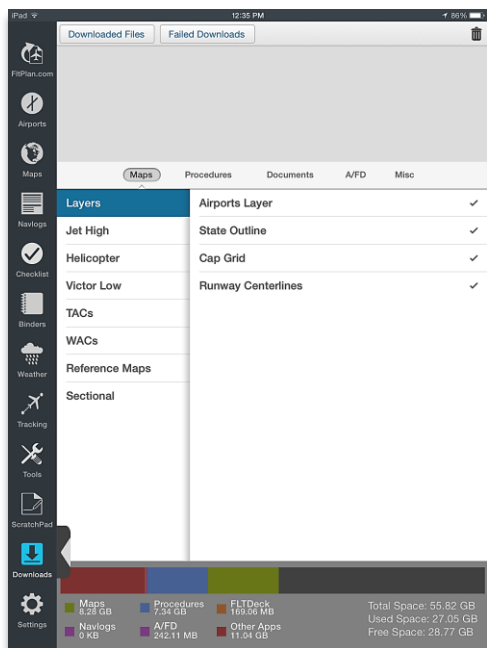 iPad 12:35 PM 86%
Downloaded Files Failed Downloads
FltPlan.com
Airports
Maps
Navlogs
Checklist
Binders
Weather
Tracking
Tools
ScratchPad
Downloads
Settings
Maps Procedures Documents A/FD Misc
Layers
Jet High
Helicopter
Victor Low
TACs
WACs
Reference Maps
Sectional
Airports Layer
State Outline
Cap Grid
Runway Centerlines
Maps
8.28 GB
Procedures
7.34 GB
FLTDeck
169.06 MB
Navlogs
0 KB
A/FD
242.11 MB
Other Apps
11.04 GB
Total Space: 55.82 GB
Used Space: 27.05 GB
Free Space: 28.77 GB